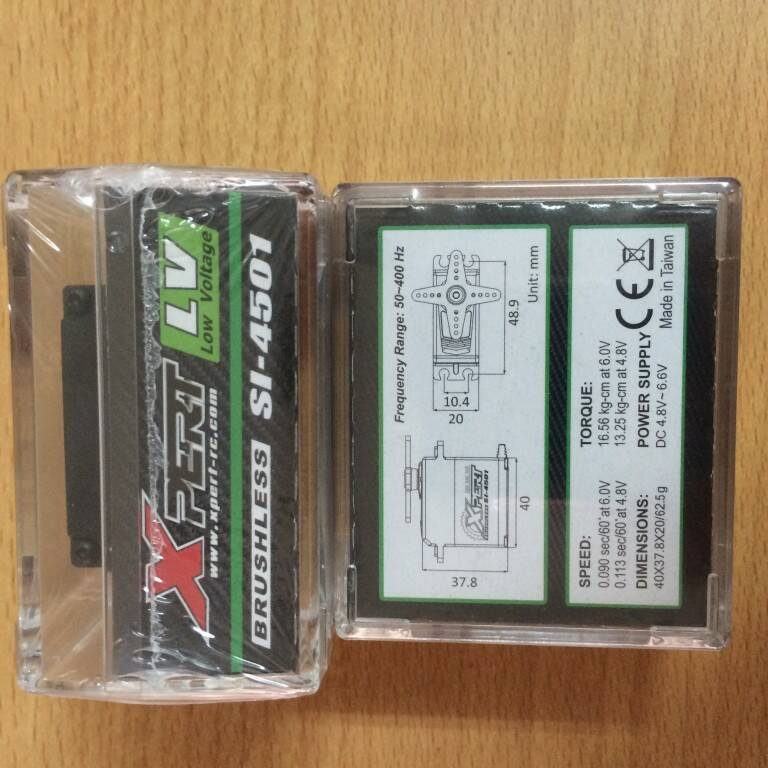 XPERT LV
www.xpert-rc.com Low Voltage
BRUSHLESS SI-4501
Frequency Range: 50~400 Hz
48.9
10.4
20
Unit: mm
XPERT
SI-4501
40
37.8
SPEED:
0.090 sec/60° at 6.0V
0.113 sec/60° at 4.8V
DIMENSIONS:
40X37.8X20/62.5g
TORQUE:
16.56 kg-cm at 6.0V
13.25 kg-cm at 4.8V
POWER SUPPLY
DC 4.8V~ 6.6V
CE
Made in Taiwan